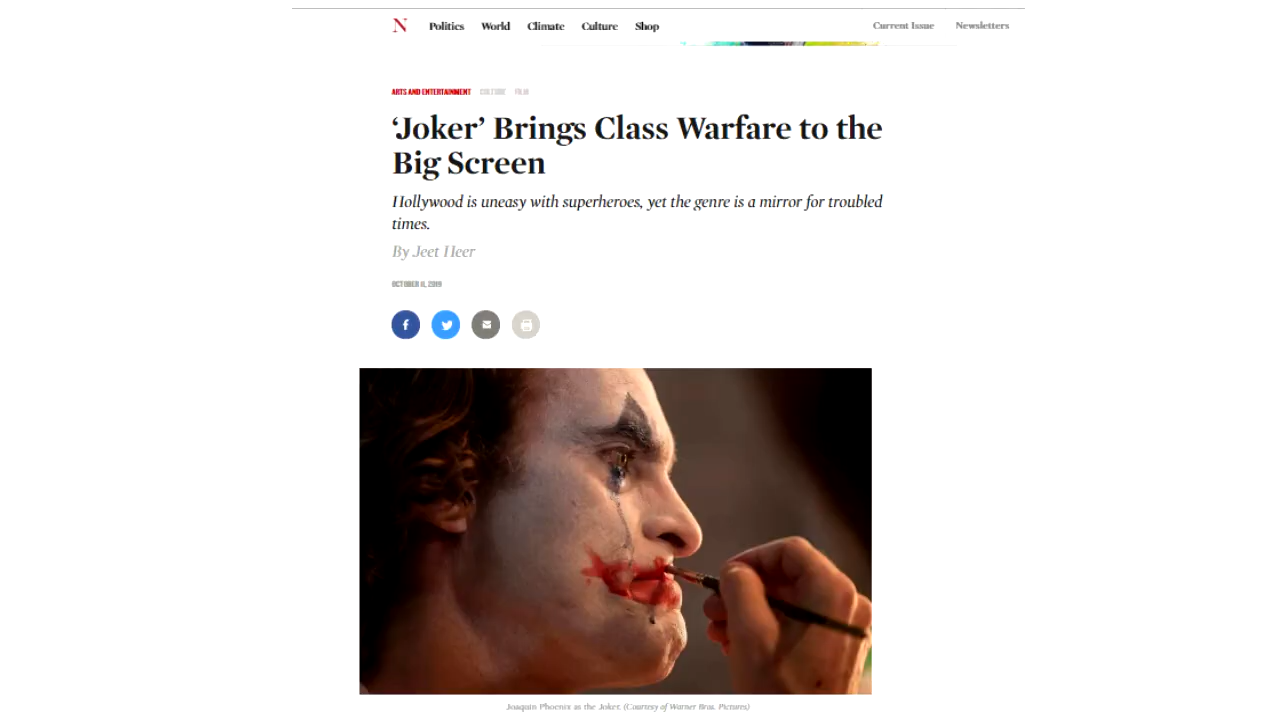 N Politics World Climate Culture Shop Current Issue Newsletters
ARTS AND ENTERTAINMENT CULTURE FILM
‘Joker’ Brings Class Warfare to the
Big Screen
Hollywood is uneasy with superheroes, yet the genre is a mirror for troubled
times.
By Jeet Heer
OCTOBER 2019
Joaquin Phoenix as the Joker. (Courtesy of Warner Bros. Pictures)